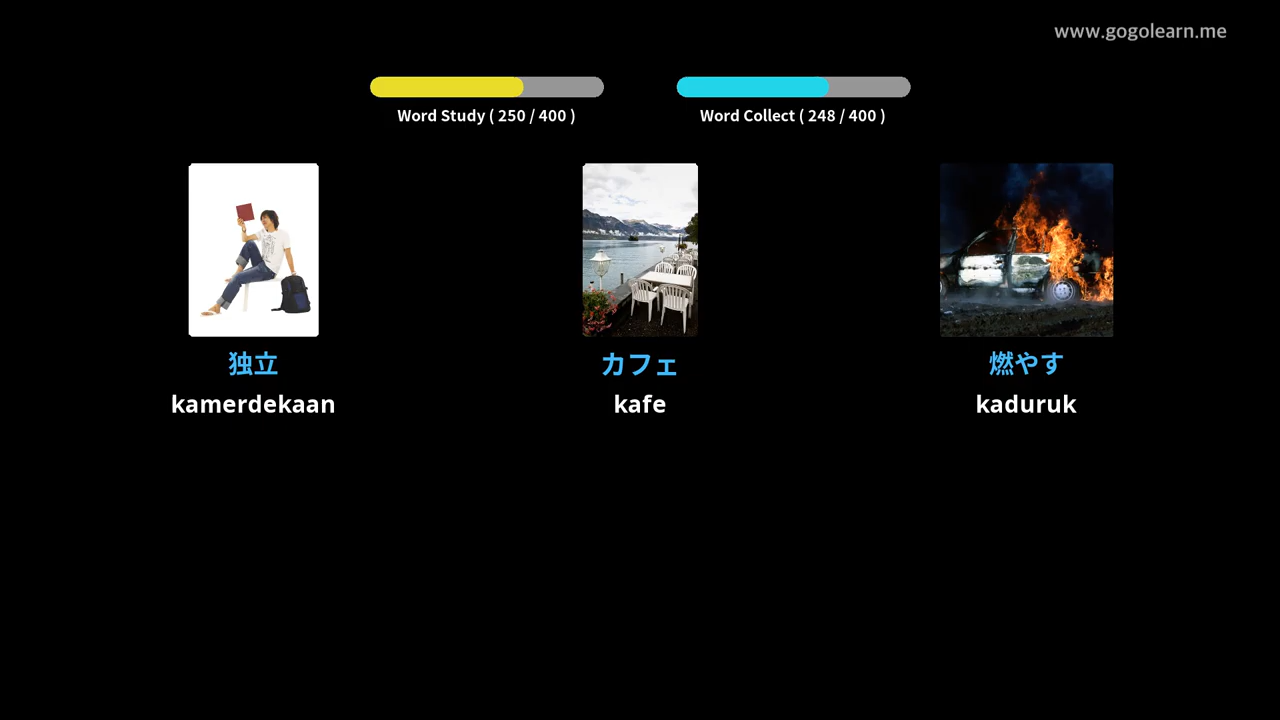 www.gogolearn.me
Word Study ( 250 / 400 )
Word Collect ( 248 / 400 )
独立
カフェ
燃やす
kamerdekaan
kafe
kaduruk